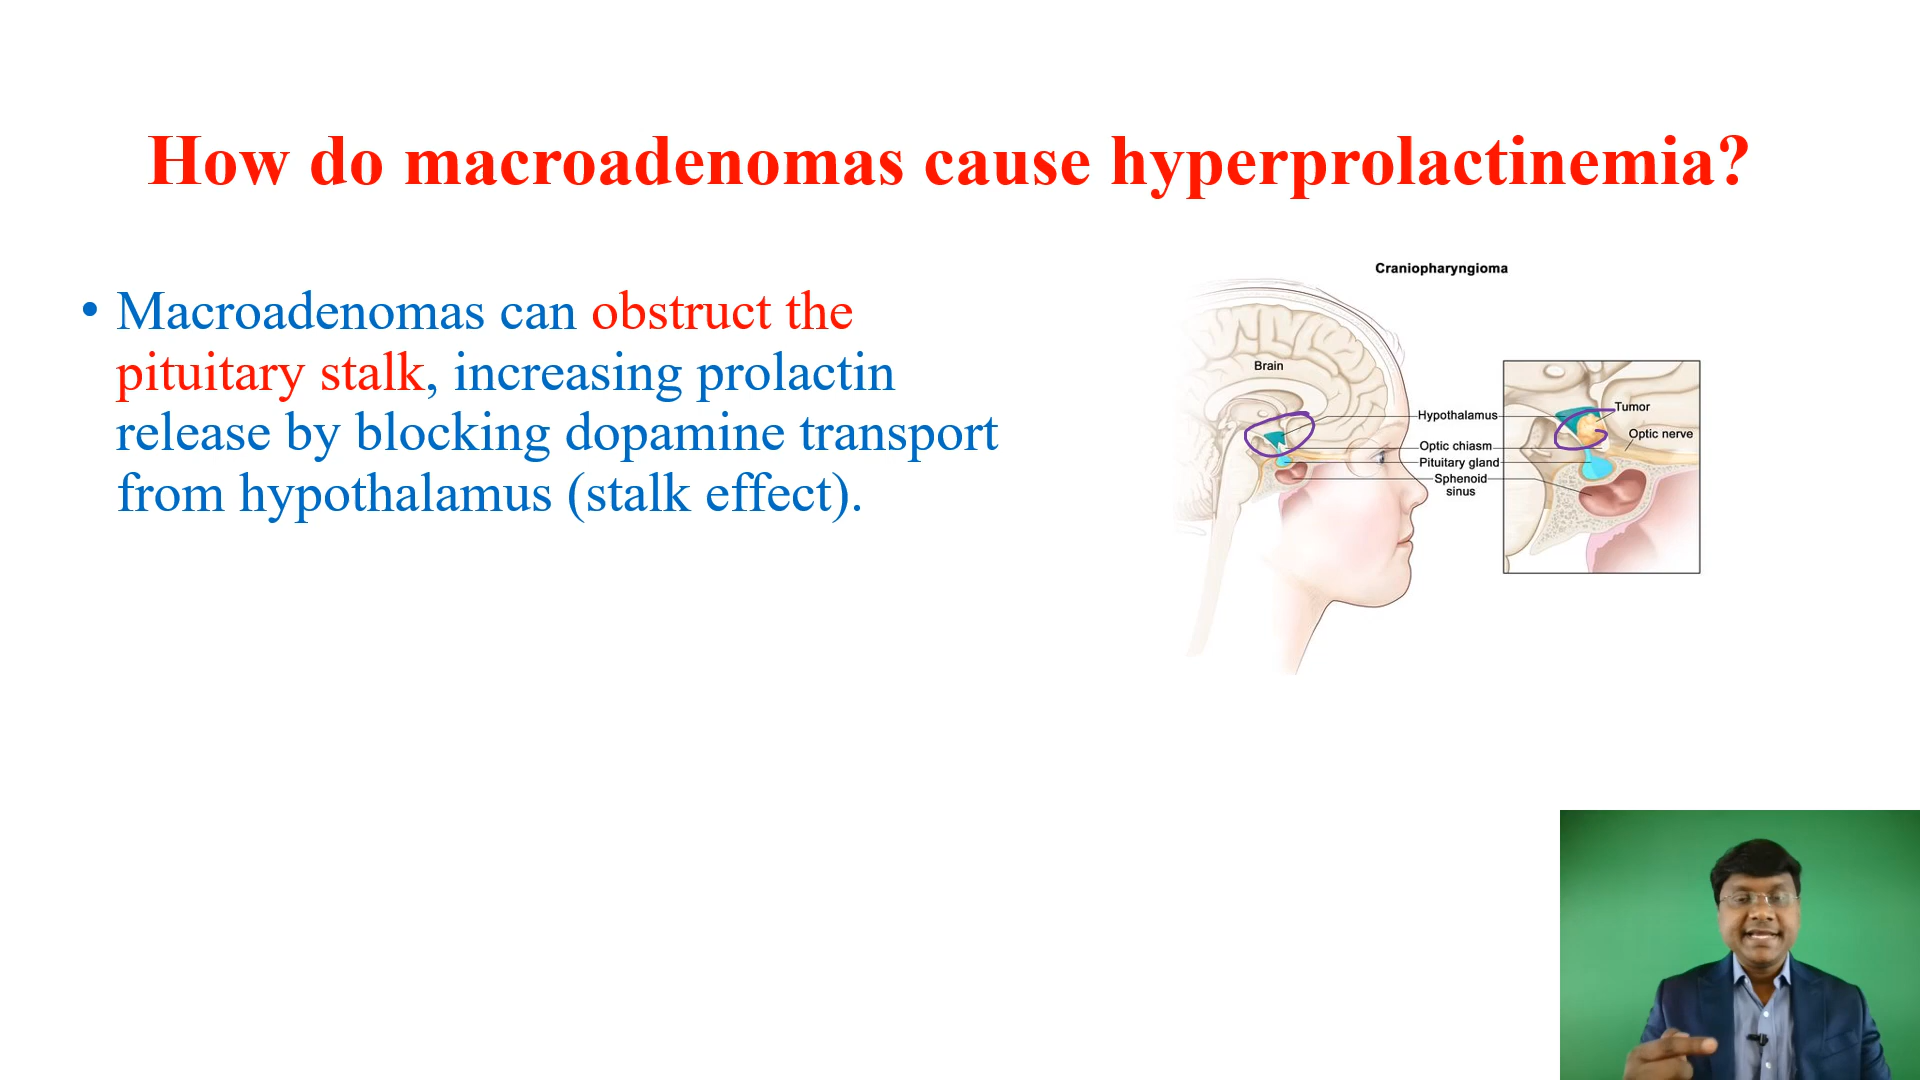 How do macroadenomas cause hyperprolactinemia?
• Macroadenomas can obstruct the
pituitary stalk, increasing prolactin
release by blocking dopamine transport
from hypothalamus (stalk effect).
Craniopharyngioma
Brain
Hypothalamus
Optic chiasm
Pituitary gland
Sphenoid
sinus
Tumor
Optic nerve